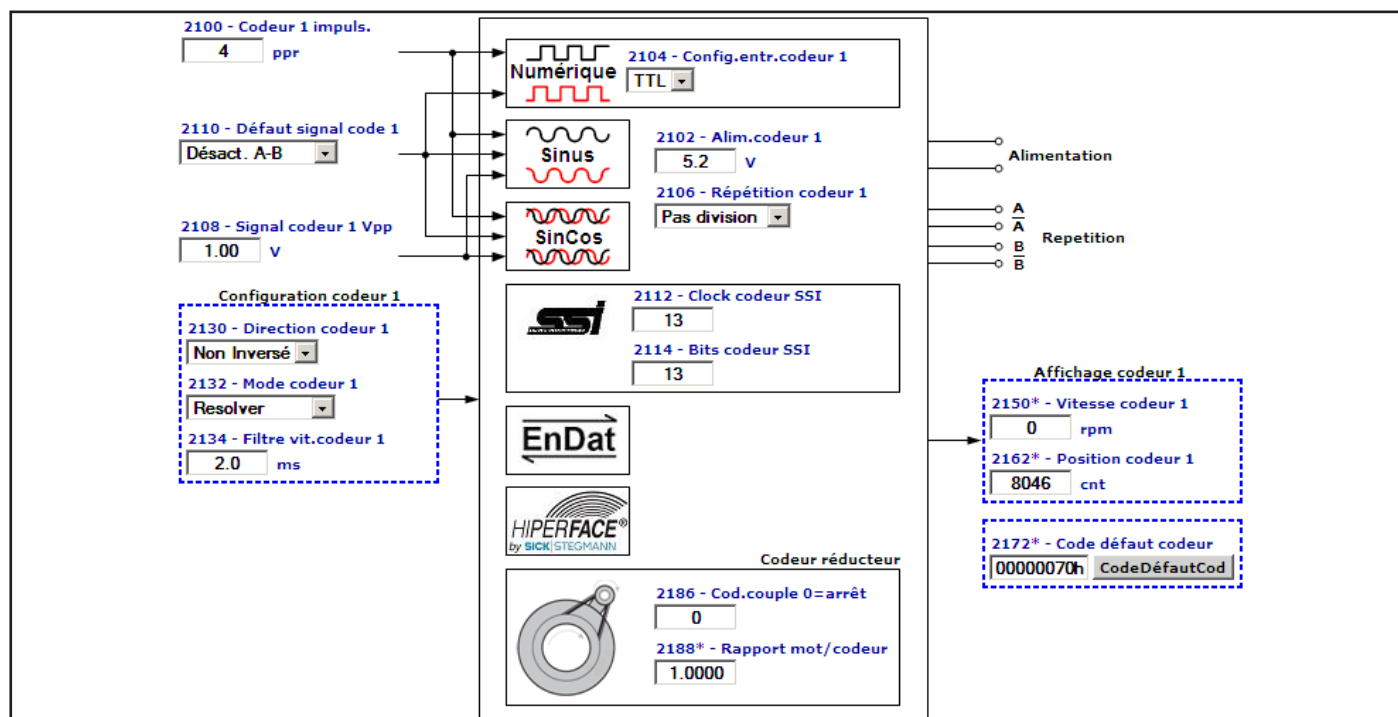 2100 - Codeur 1 impuls.
4 ppr
2104 - Config.entr.codeur 1
Numérique
TTL
2110 - Défaut signal code 1
Désact. A-B
Sinus
2102 - Alim.codeur 1
5.2 V
Alimentation
2106 - Répétition codeur 1
Pas division
2108 - Signal codeur 1 Vpp
1.00 V
SinCos
A
A
B
B
Repetition
Configuration codeur 1
2130 - Direction codeur 1
Non Inversé
2132 - Mode codeur 1
Resolver
2134 - Filtre vit.codeur 1
2.0 ms
SSI
2112 - Clock codeur SSI
13
2114 - Bits codeur SSI
13
EnDat
HIPERFACE®
by SICK|STEGMANN
Affichage codeur 1
2150* - Vitesse codeur 1
0 rpm
2162* - Position codeur 1
8046 cnt
2172* - Code défaut codeur
00000070h CodeDéfautCod
Codeur réducteur
2186 - Cod.couple 0=arrêt
0
2188* - Rapport mot/codeur
1.0000